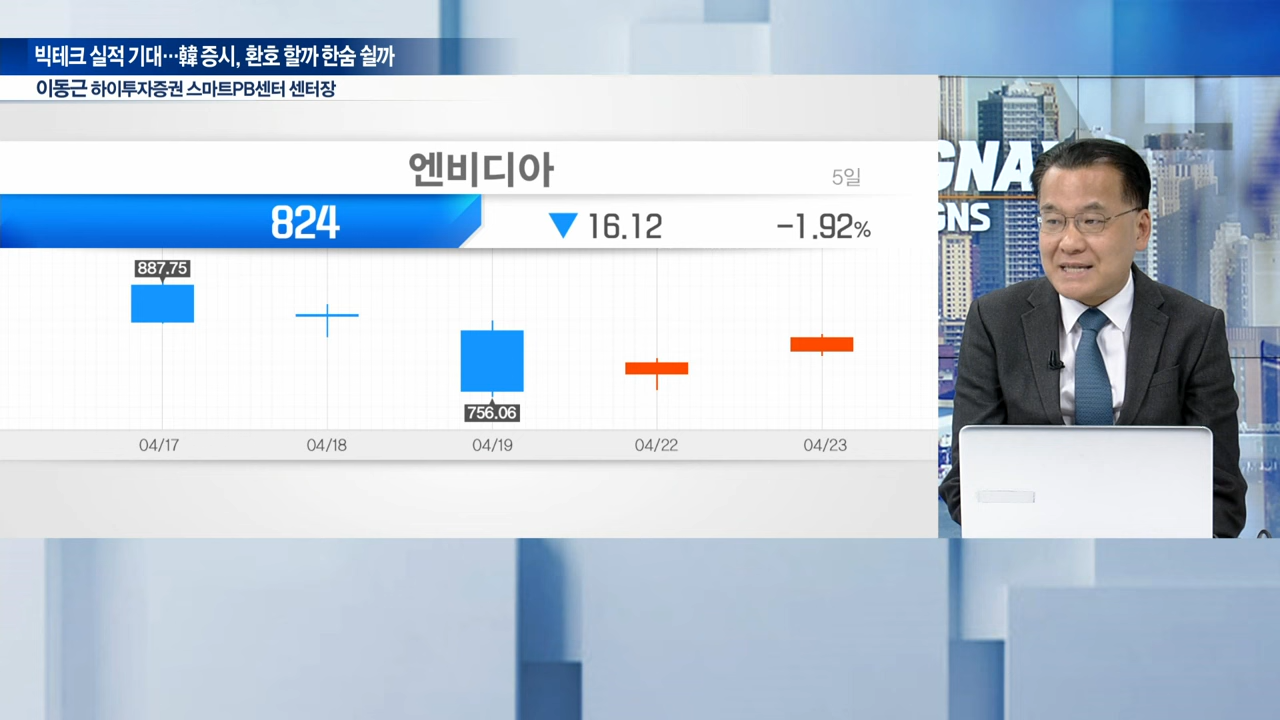 빅테크 실적 기대…韓 증시, 환호 할까 한숨 쉴까
이동근 하이투자증권 스마트PB센터 센터장
엔비디아
5일
824 ▼ 16.12 -1.92%
887.75
756.06
04/17 04/18 04/19 04/22 04/23
GNA
GNS